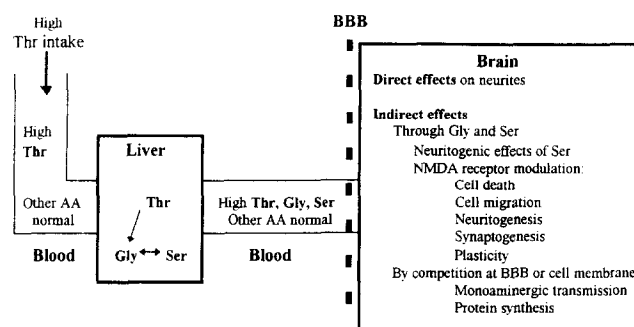 High
Thr intake
High
Thr
Other AA
normal
Blood
Liver
Thr
Gly
Ser
High Thr, Gly, Ser
Other AA normal
Blood
BBB
Brain
Direct effects on neurites
Indirect effects
Through Gly and Ser
Neuritogenic effects of Ser
NMDA receptor modulation:
Cell death
Cell migration
Neuritogenesis
Synaptogenesis
Plasticity
By competition at BBB or cell membrane
Monoaminergic transmission
Protein synthesis